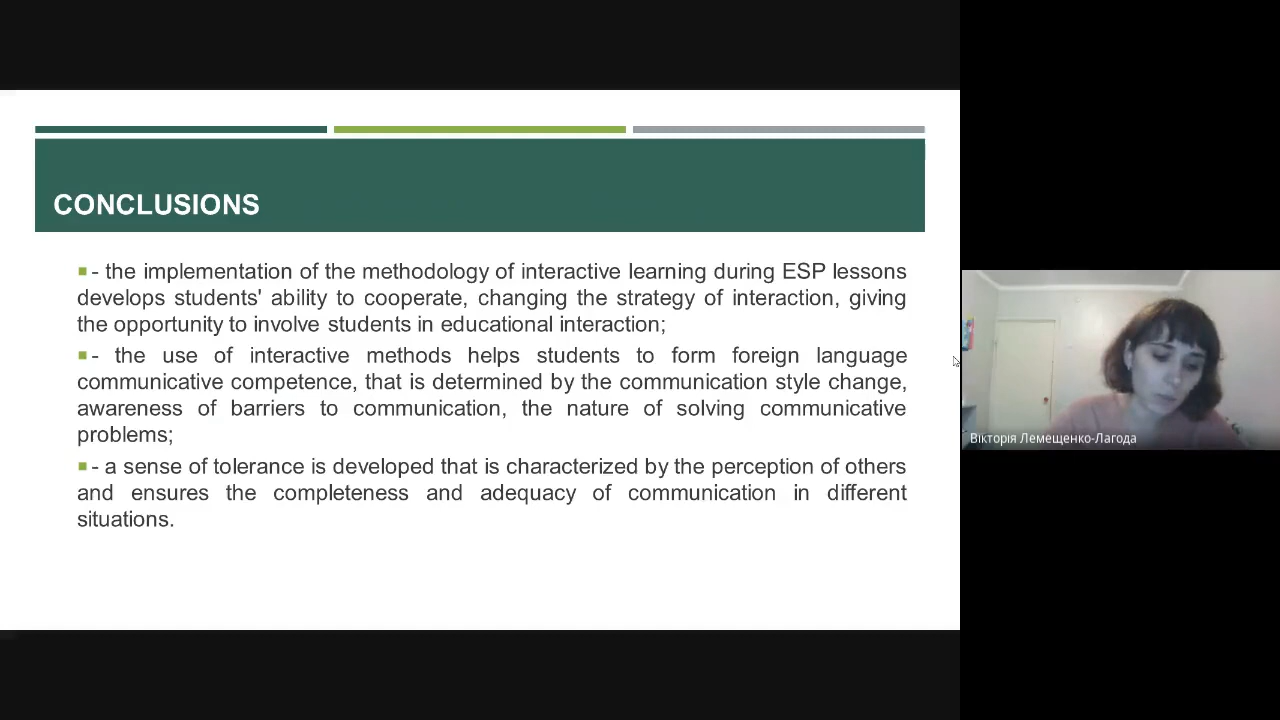 CONCLUSIONS
- the implementation of the methodology of interactive learning during ESP lessons
develops students' ability to cooperate, changing the strategy of interaction, giving
the opportunity to involve students in educational interaction;
- the use of interactive methods helps students to form foreign language
communicative competence, that is determined by the communication style change,
awareness of barriers to communication, the nature of solving communicative
problems;
- a sense of tolerance is developed that is characterized by the perception of others
and ensures the completeness and adequacy of communication in different
situations.
Вікторія Лемещенко-Лагода